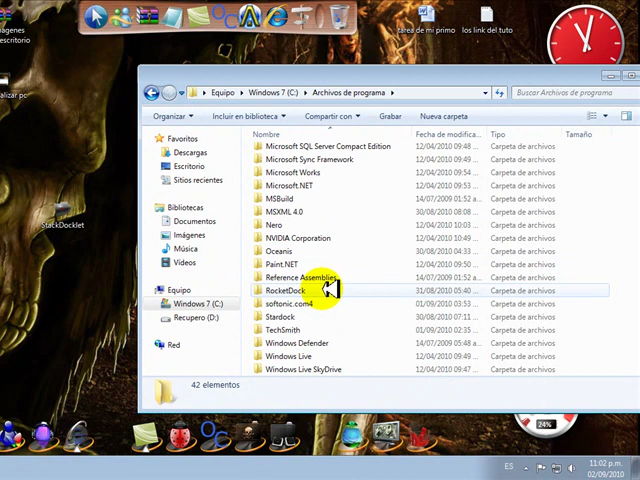 imágenes
escritorio
tarea de mi primo
los link del tuto
alizar pc
StackDocklet
Equipo
Windows 7 (C:)
Archivos de programa
Buscar Archivos de programa
Organizar
Incluir en biblioteca
Compartir con
Grabar
Nueva carpeta
Nombre
Fecha de modifica...
Tipo
Tamaño
Favoritos
Descargas
Escritorio
Sitios recientes
Bibliotecas
Documentos
Imágenes
Música
Vídeos
Equipo
Windows 7 (C:)
Recupero (D:)
Red
Microsoft SQL Server Compact Edition 12/04/2010 09:48 ... Carpeta de archivos
Microsoft Sync Framework 12/04/2010 09:49 ... Carpeta de archivos
Microsoft Works 12/04/2010 09:54 ... Carpeta de archivos
Microsoft.NET 12/04/2010 09:53 ... Carpeta de archivos
MSBuild 14/07/2009 01:52 a... Carpeta de archivos
MSXML 4.0 30/08/2010 08:08 ... Carpeta de archivos
Nero 12/04/2010 10:09 ... Carpeta de archivos
NVIDIA Corporation 12/04/2010 10:49 ... Carpeta de archivos
Oceanis 30/08/2010 06:39 ... Carpeta de archivos
Paint.NET 12/04/2010 09:56 ... Carpeta de archivos
Reference Assemblies 14/07/2009 01:52 a... Carpeta de archivos
RocketDock 31/08/2010 05:40 ... Carpeta de archivos
softonic.com4 01/09/2010 03:53 ... Carpeta de archivos
Stardock 30/08/2010 07:11 ... Carpeta de archivos
TechSmith 01/09/2010 02:35 ... Carpeta de archivos
Windows Defender 14/07/2009 05:48 a... Carpeta de archivos
Windows Live 12/04/2010 09:49 ... Carpeta de archivos
Windows Live SkyDrive 12/04/2010 09:47 ... Carpeta de archivos
42 elementos
24%
ES
11:02 p.m.
02/09/2010